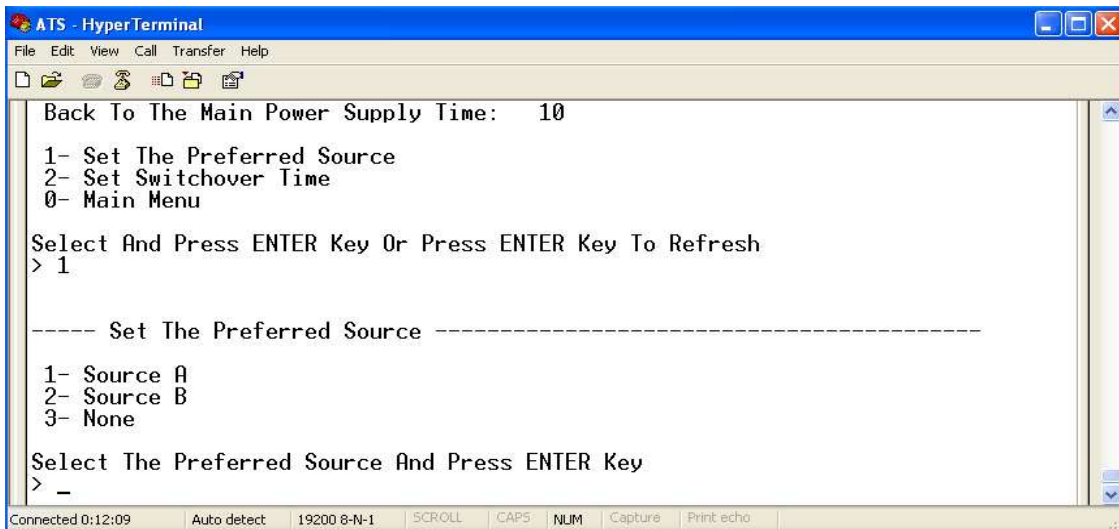 ATS - HyperTerminal
File Edit View Call Transfer Help
Back To The Main Power Supply Time: 10
1- Set The Preferred Source
2- Set Switchover Time
0- Main Menu
Select And Press ENTER Key Or Press ENTER Key To Refresh
> 1
----- Set The Preferred Source ------------------------------------------
1- Source A
2- Source B
3- None
Select The Preferred Source And Press ENTER Key
> _
Connected 0:12:09 Auto detect 19200 8-N-1 SCROLL CAPS NUM Capture Print echo